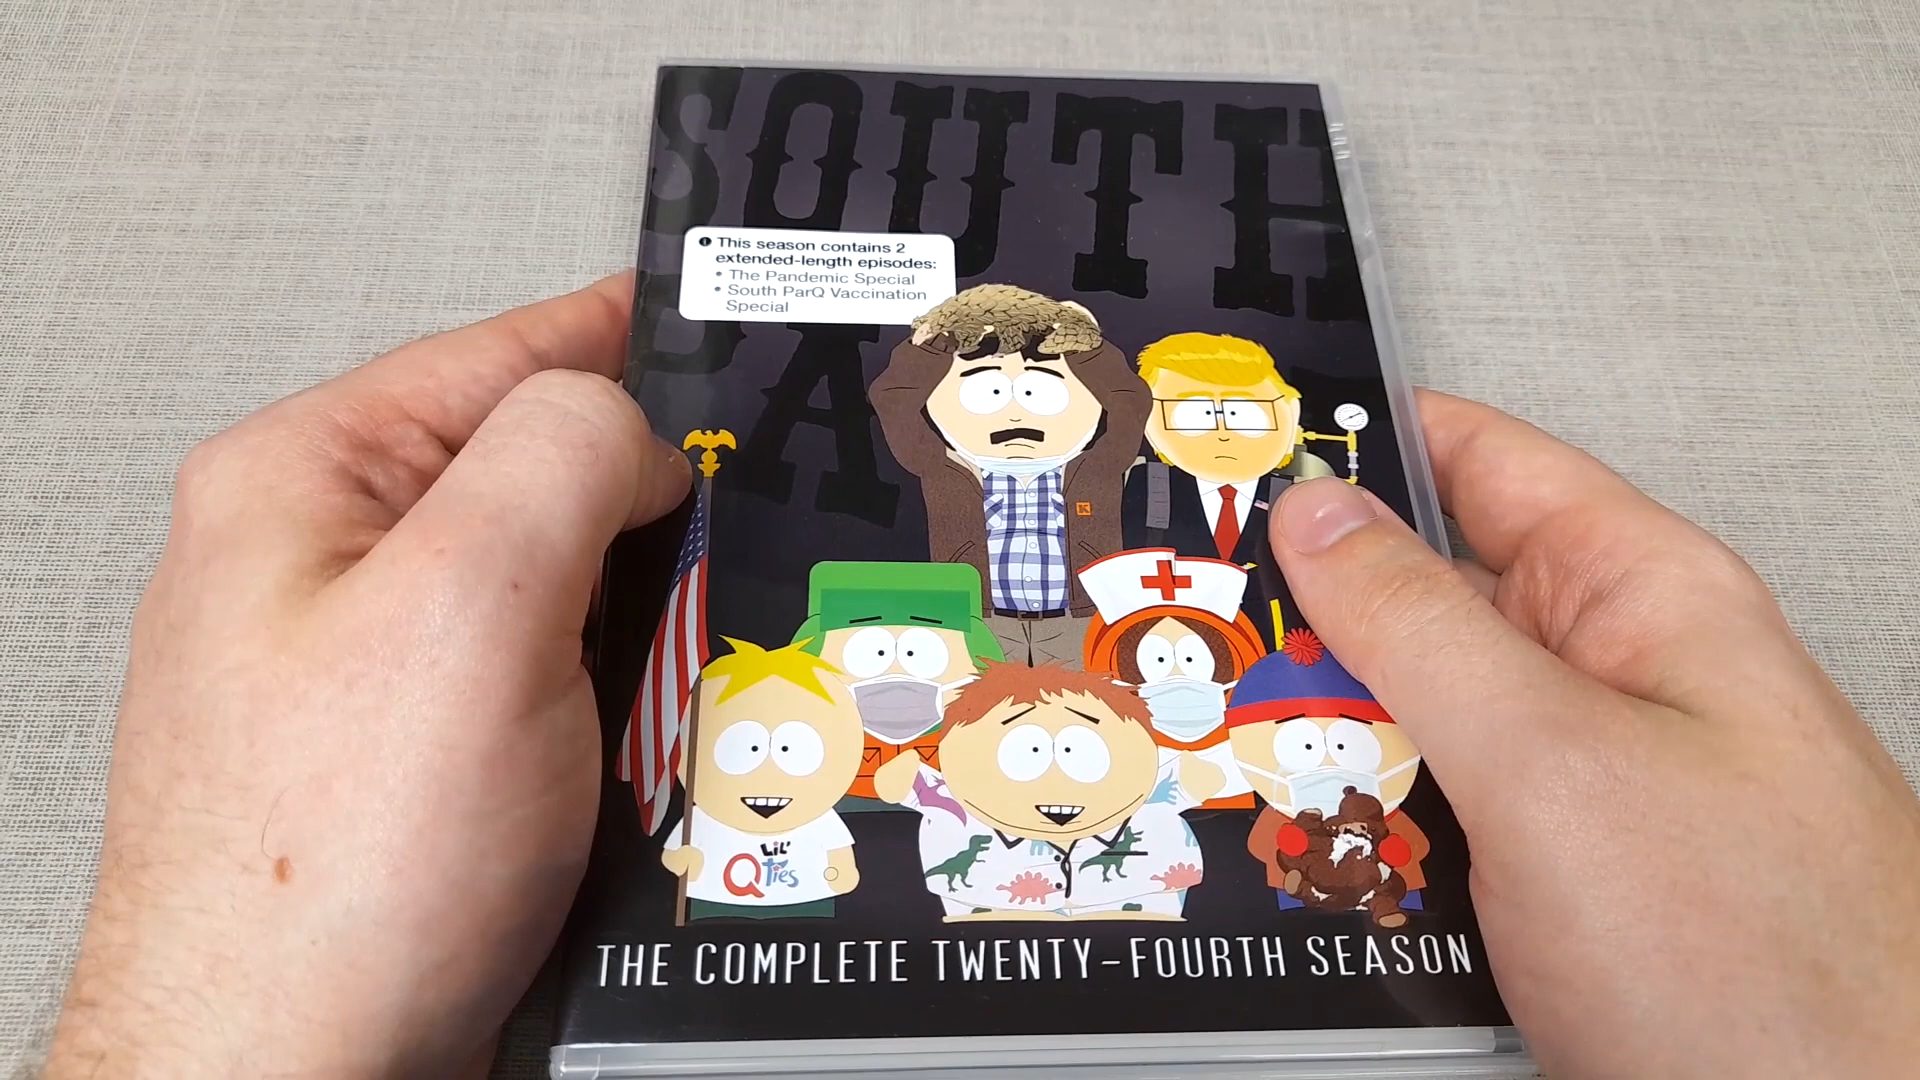 SOUTH
PA
This season contains 2
extended-length episodes:
• The Pandemic Special
• South ParQ Vaccination
Special
K
LiL'
QTies
THE COMPLETE TWENTY-FOURTH SEASON